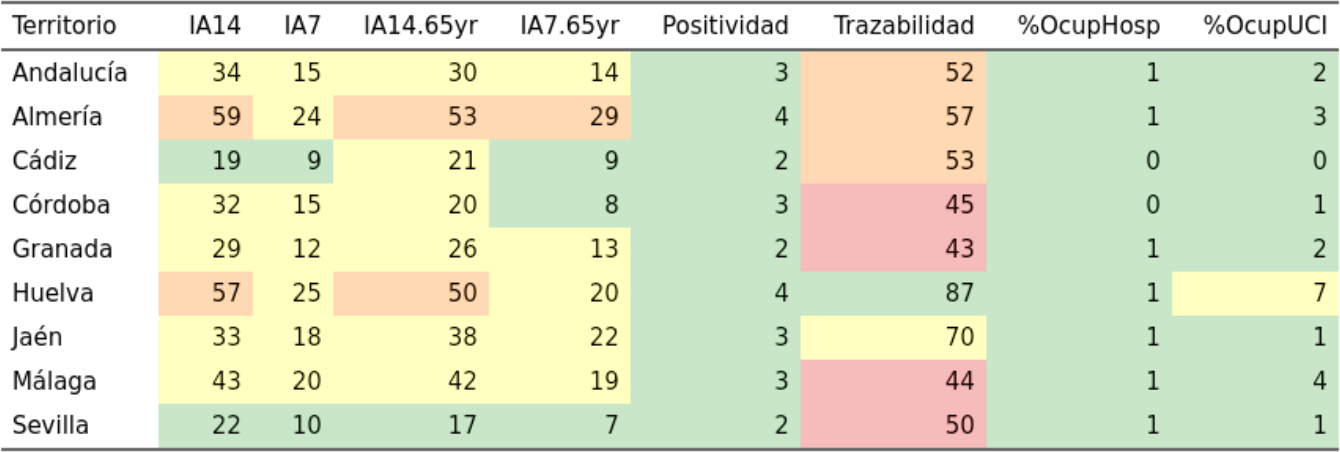 Territorio IA14 IA7 IA14.65yr IA7.65yr Positividad Trazabilidad %OcupHosp %OcupUCI
Andalucía 34 15 30 14 3 52 1 2
Almería 59 24 53 29 4 57 1 3
Cádiz 19 9 21 9 2 53 0 0
Córdoba 32 15 20 8 3 45 0 1
Granada 29 12 26 13 2 43 1 2
Huelva 57 25 50 20 4 87 1 7
Jaén 33 18 38 22 3 70 1 1
Málaga 43 20 42 19 3 44 1 4
Sevilla 22 10 17 7 2 50 1 1